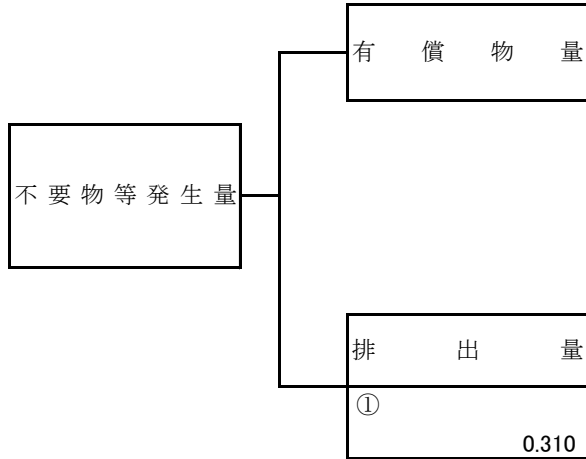 有償物量
不要物等発生量
排出量
①
0.310